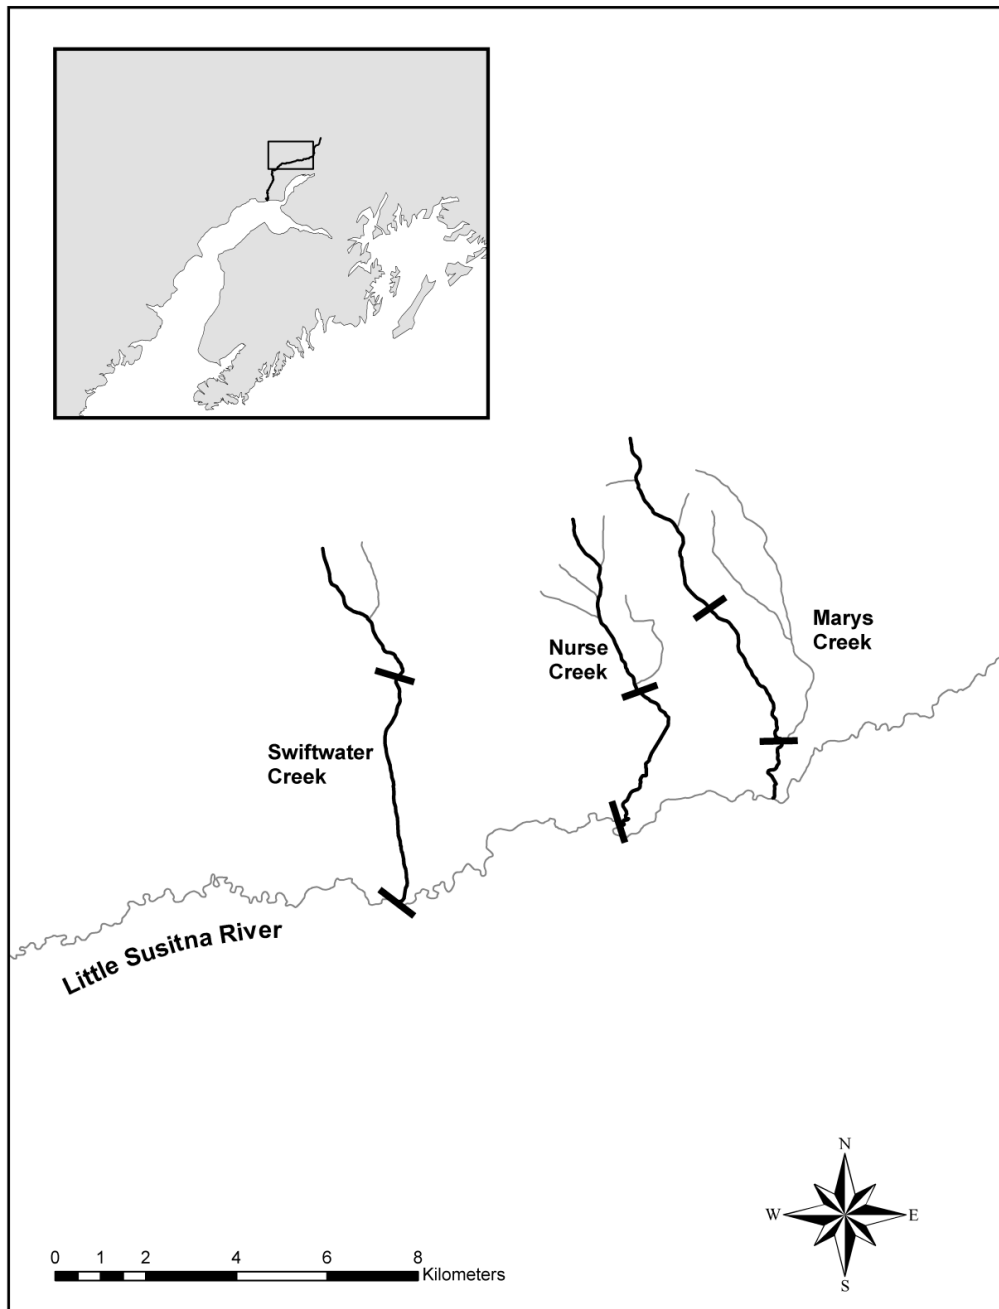 Marys
Creek
Nurse
Creek
Swiftwater
Creek
Little Susitna River
N
W E
S
0 1 2 4 6 8
Kilometers